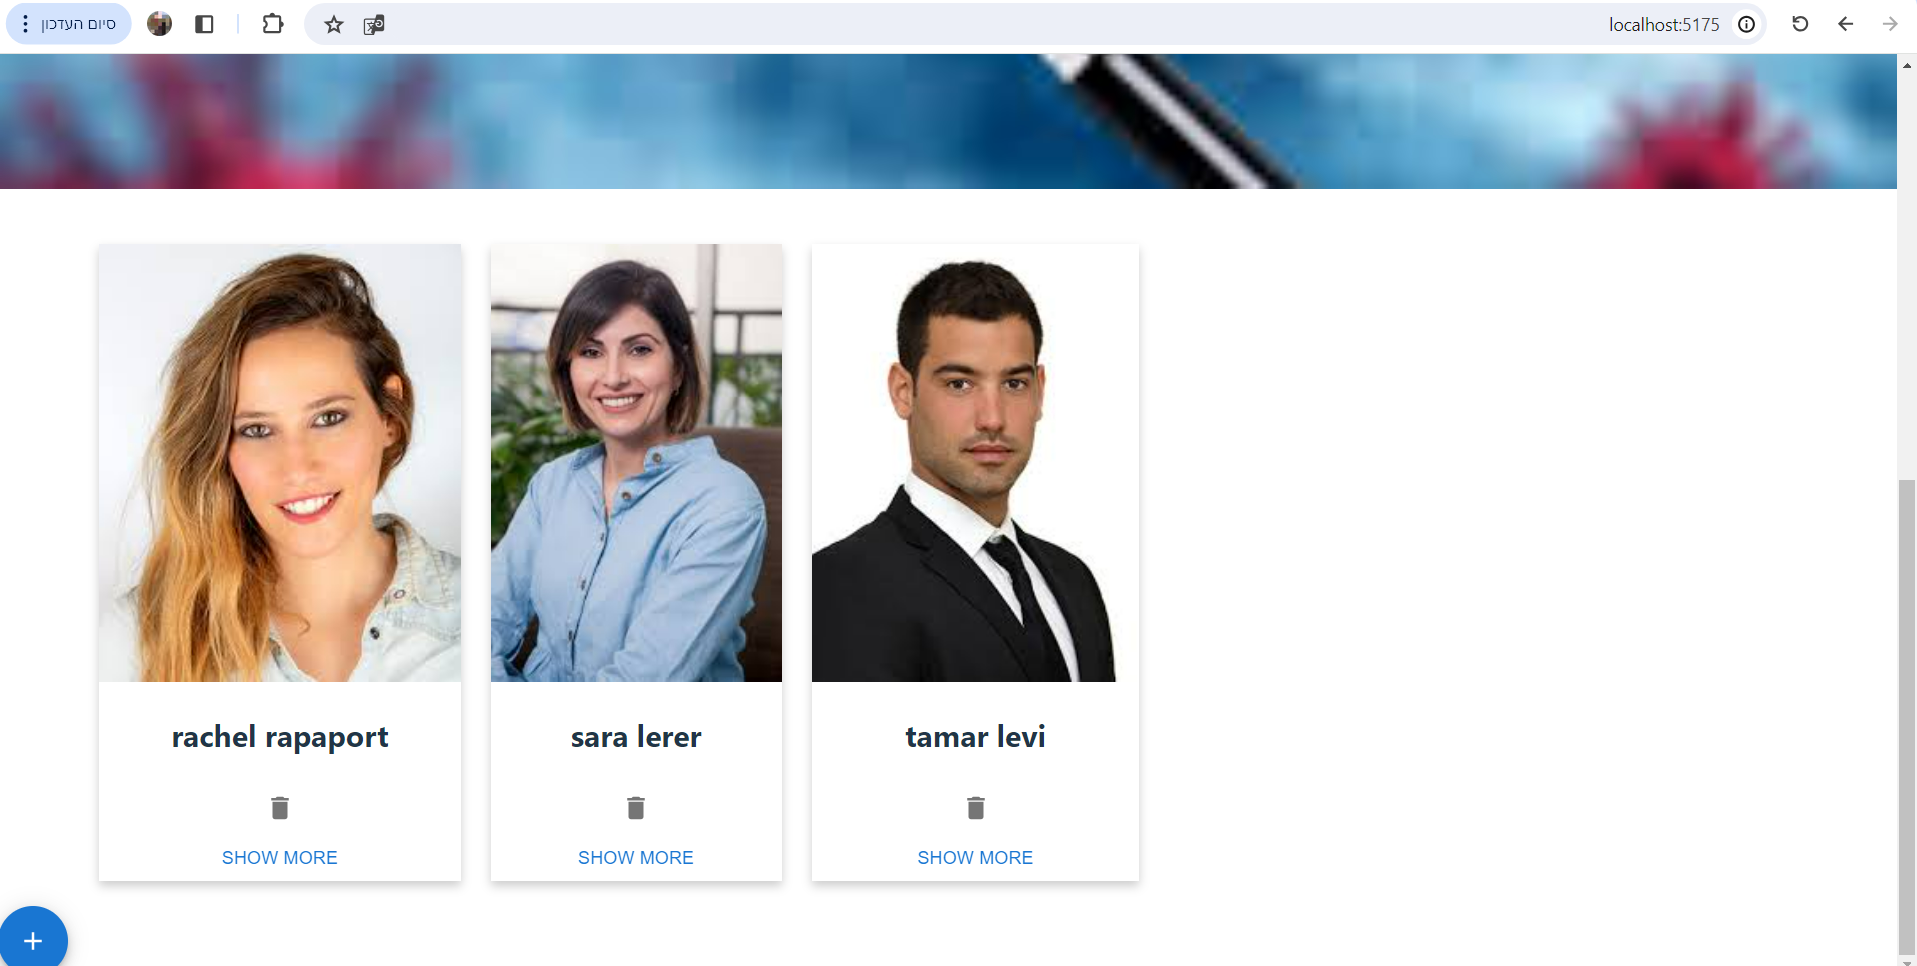 סיום העדכון
localhost:5175
rachel rapaport
sara lerer
tamar levi
SHOW MORE
SHOW MORE
SHOW MORE